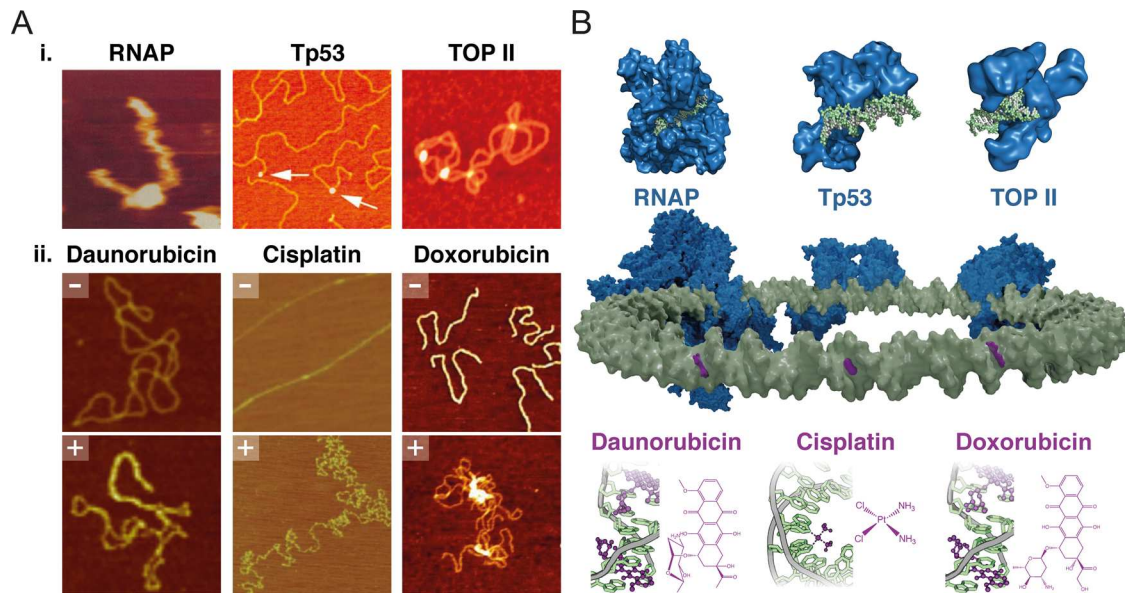 A
B
i.
RNAP
Tp53
TOP II
ii.
Daunorubicin
Cisplatin
Doxorubicin
−
−
−
+
+
+
RNAP
Tp53
TOP II
Daunorubicin
Cisplatin
Doxorubicin
Cl
NH3
Pt
Cl
NH3